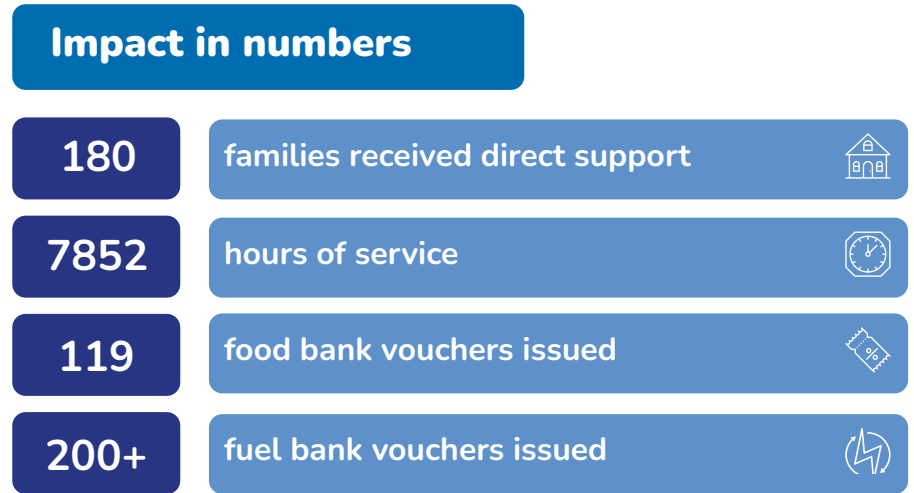 Impact in numbers
180 families received direct support
7852 hours of service
119 food bank vouchers issued
200+ fuel bank vouchers issued